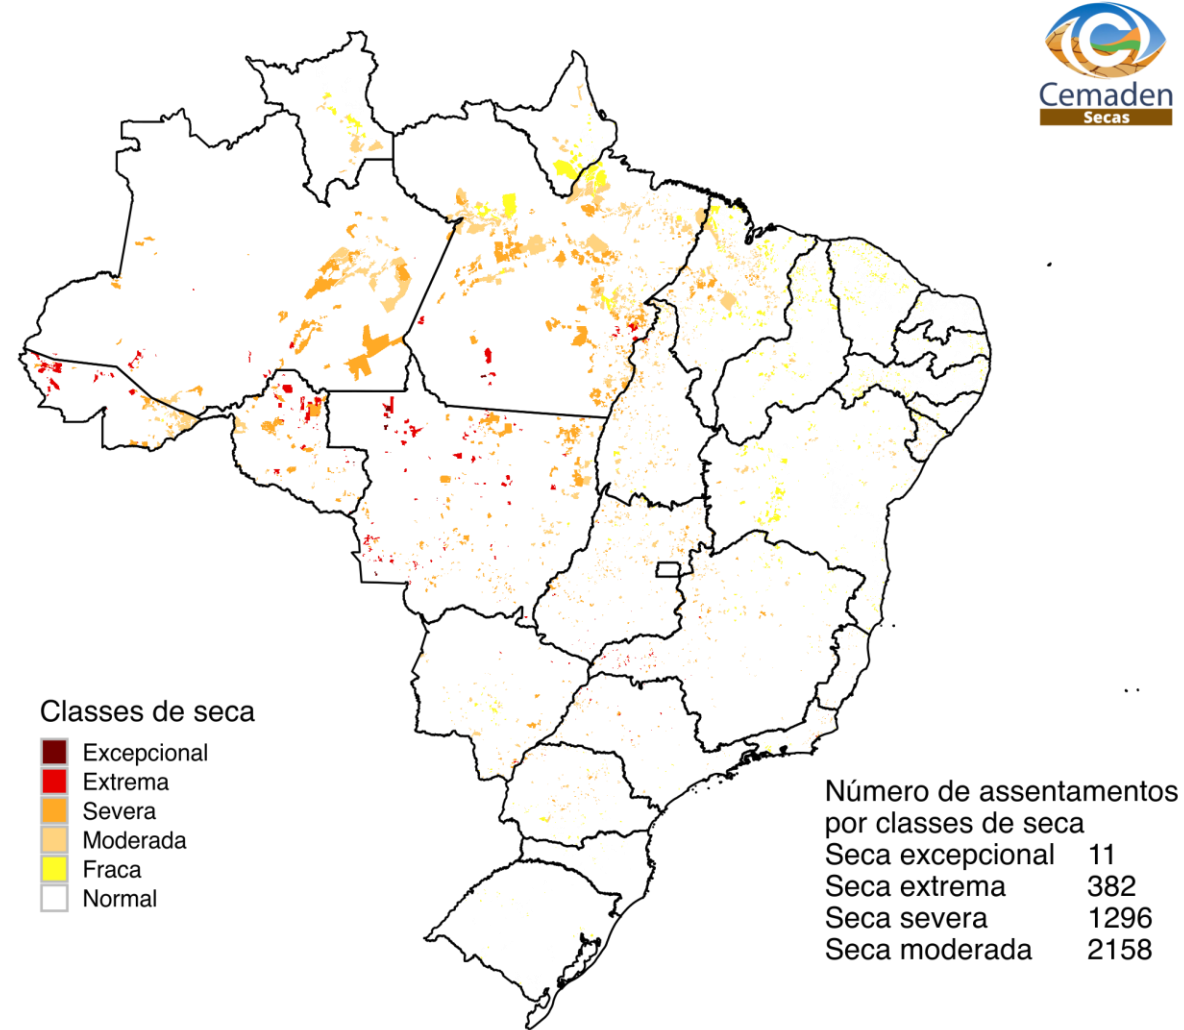 Cemaden
Secas
Classes de seca
Excepcional
Extrema
Severa
Moderada
Fraca
Normal
Número de assentamentos
por classes de seca
Seca excepcional 11
Seca extrema 382
Seca severa 1296
Seca moderada 2158